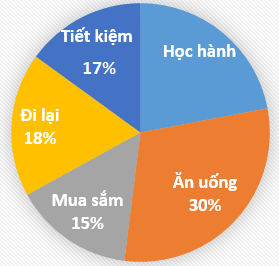 Tiết kiệm
17%
Học hành
Đi lại
18%
Ăn uống
30%
Mua sắm
15%